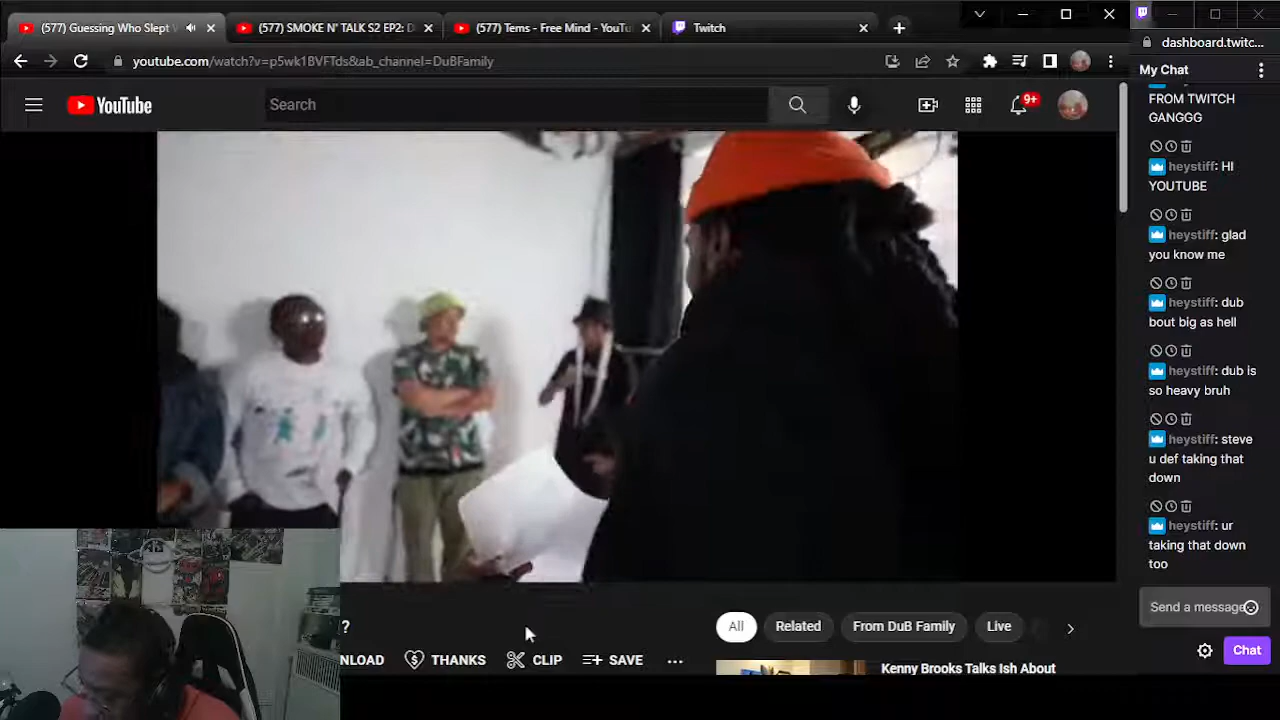 (577) Guessing Who Slept
(577) SMOKE N' TALK S2 EP2: D
(577) Tems - Free Mind - YouTu
Twitch
dashboard.twitc...
youtube.com/watch?v=p5wk1BVFTds&ab_channel=DuBFamily
My Chat
YouTube
Search
9+
FROM TWITCH
GANGGG
heystiff: HI
YOUTUBE
heystiff: glad
you know me
heystiff: dub
bout big as hell
heystiff: dub is
so heavy bruh
heystiff: steve
u def taking that
down
heystiff: ur
taking that down
too
Send a message
Chat
?
All
Related
From DuB Family
Live
NLOAD
THANKS
CLIP
SAVE
Kenny Brooks Talks Ish About